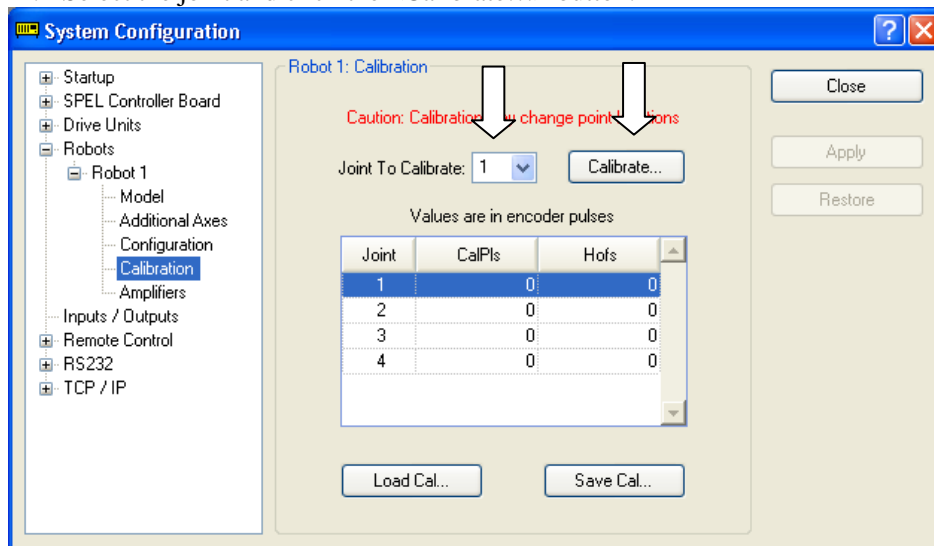 System Configuration
Startup
SPEL Controller Board
Drive Units
Robots
Robot 1
Model
Additional Axes
Configuration
Calibration
Amplifiers
Inputs / Outputs
Remote Control
RS232
TCP / IP
Robot 1: Calibration
Caution: Calibration change point
Joint To Calibrate: 1
Calibrate...
Values are in encoder pulses
Joint CalPls Hofs
1 0 0
2 0 0
3 0 0
4 0 0
Load Cal...
Save Cal...
Close
Apply
Restore